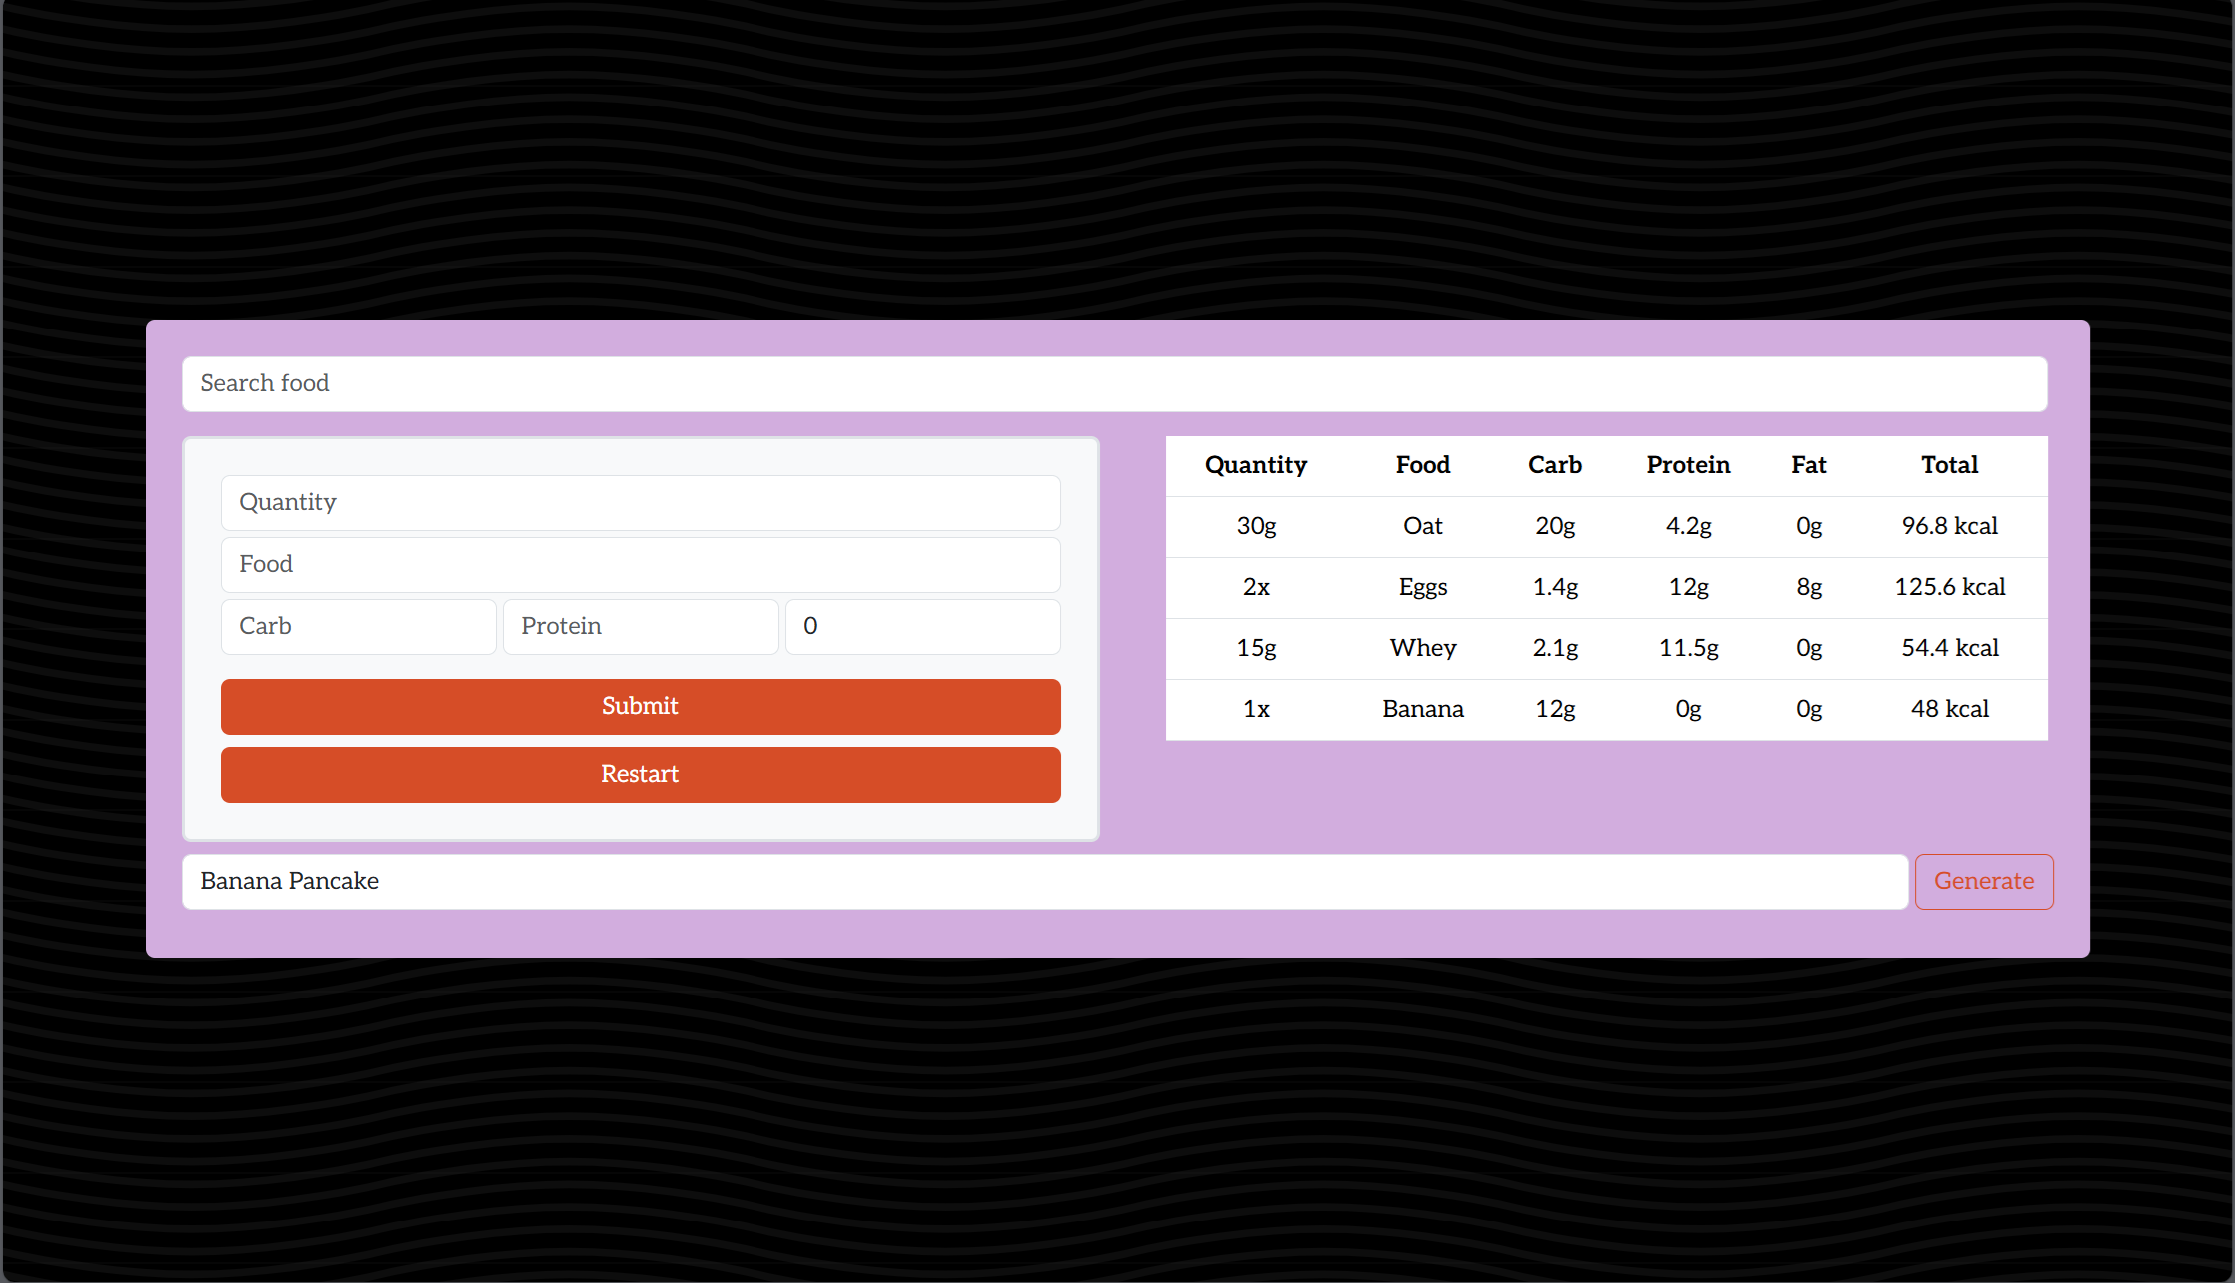 Search food
Quantity
Food
Carb Protein 0
Submit
Restart
Quantity Food Carb Protein Fat Total
30g Oat 20g 4.2g 0g 96.8 kcal
2x Eggs 1.4g 12g 8g 125.6 kcal
15g Whey 2.1g 11.5g 0g 54.4 kcal
1x Banana 12g 0g 0g 48 kcal
Banana Pancake Generate